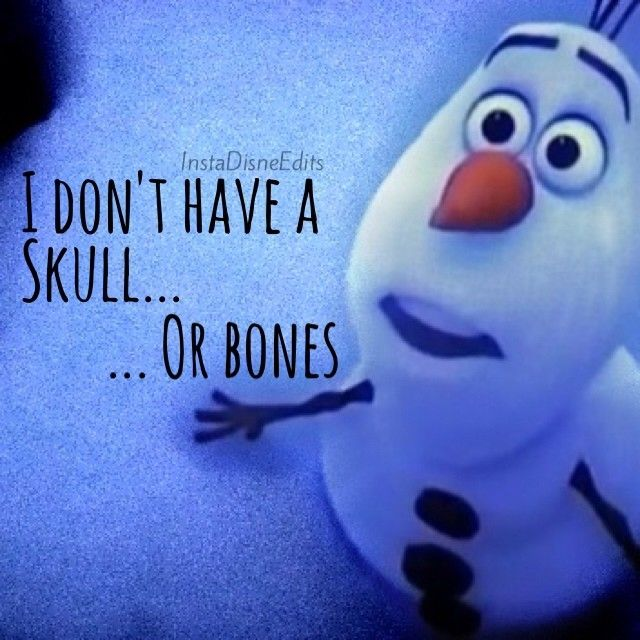 InstaDisneEdits
I don't have a
Skull...
... Or bones